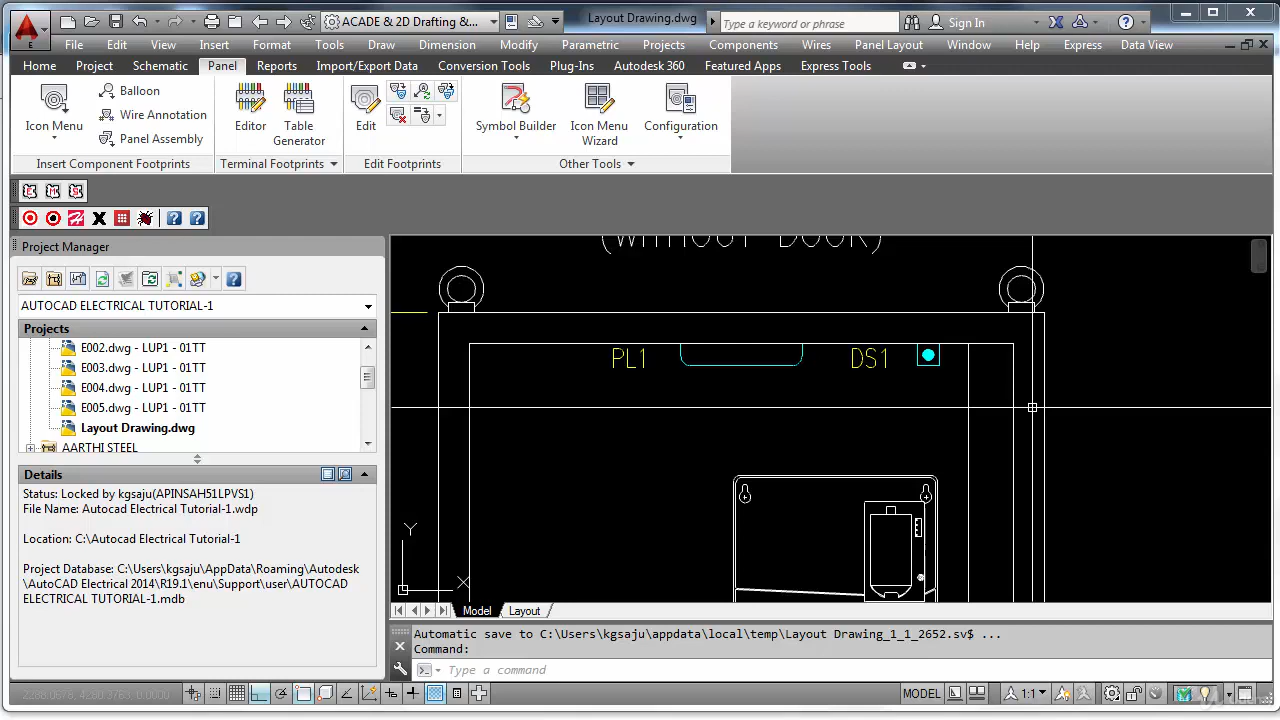 ACADE & 2D Drafting &...
Layout Drawing.dwg
Type a keyword or phrase
Sign In
File Edit View Insert Format Tools Draw Dimension Modify Parametric Projects Components Wires Panel Layout Window Help Express Data View
Home Project Schematic Panel Reports Import/Export Data Conversion Tools Plug-Ins Autodesk 360 Featured Apps Express Tools
Icon Menu
Balloon
Wire Annotation
Panel Assembly
Insert Component Footprints
Editor
Table Generator
Terminal Footprints
Edit
Edit Footprints
Symbol Builder
Icon Menu Wizard
Configuration
Other Tools
Project Manager
AUTOCAD ELECTRICAL TUTORIAL-1
Projects
E002.dwg - LUP1 - 01TT
E003.dwg - LUP1 - 01TT
E004.dwg - LUP1 - 01TT
E005.dwg - LUP1 - 01TT
Layout Drawing.dwg
AARTHI STEEL
Details
Status: Locked by kgsaju(APINSAH51LPVS1)
File Name: Autocad Electrical Tutorial-1.wdp
Location: C:\Autocad Electrical Tutorial-1
Project Database: C:\Users\kgsaju\AppData\Roaming\Autodesk
\AutoCAD Electrical 2014\R19.1\enu\Support\user\AUTOCAD
ELECTRICAL TUTORIAL-1.mdb
(WITHOUT DOOR)
PL1
DS1
Y
X
Model
Layout
Automatic save to C:\Users\kgsaju\appdata\local\temp\Layout Drawing_1_1_2652.sv$ ...
Command:
Type a command
MODEL
1:1